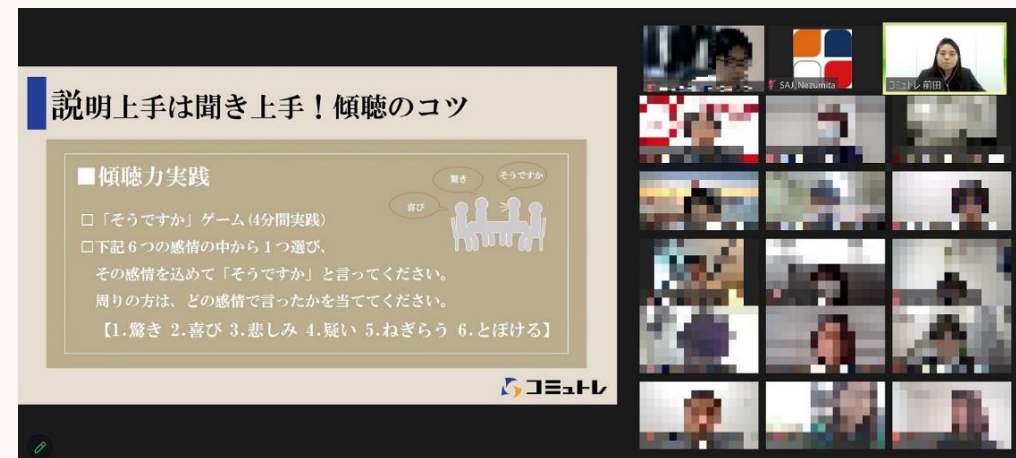 説明上手は聞き上手！傾聴のコツ
■傾聴力実践
驚き
そうですか
喜び
□「そうですか」ゲーム(4分間実践)
□下記6つの感情の中から1つ選び、
その感情を込めて「そうですか」と言ってください。
周りの方は、どの感情で言ったかを当ててください。
【1.驚き 2.喜び 3.悲しみ 4.疑い 5.ねぎらう 6.とぼける】
コミュトレ
SAJ_Nezumita
コミュトレ 前田